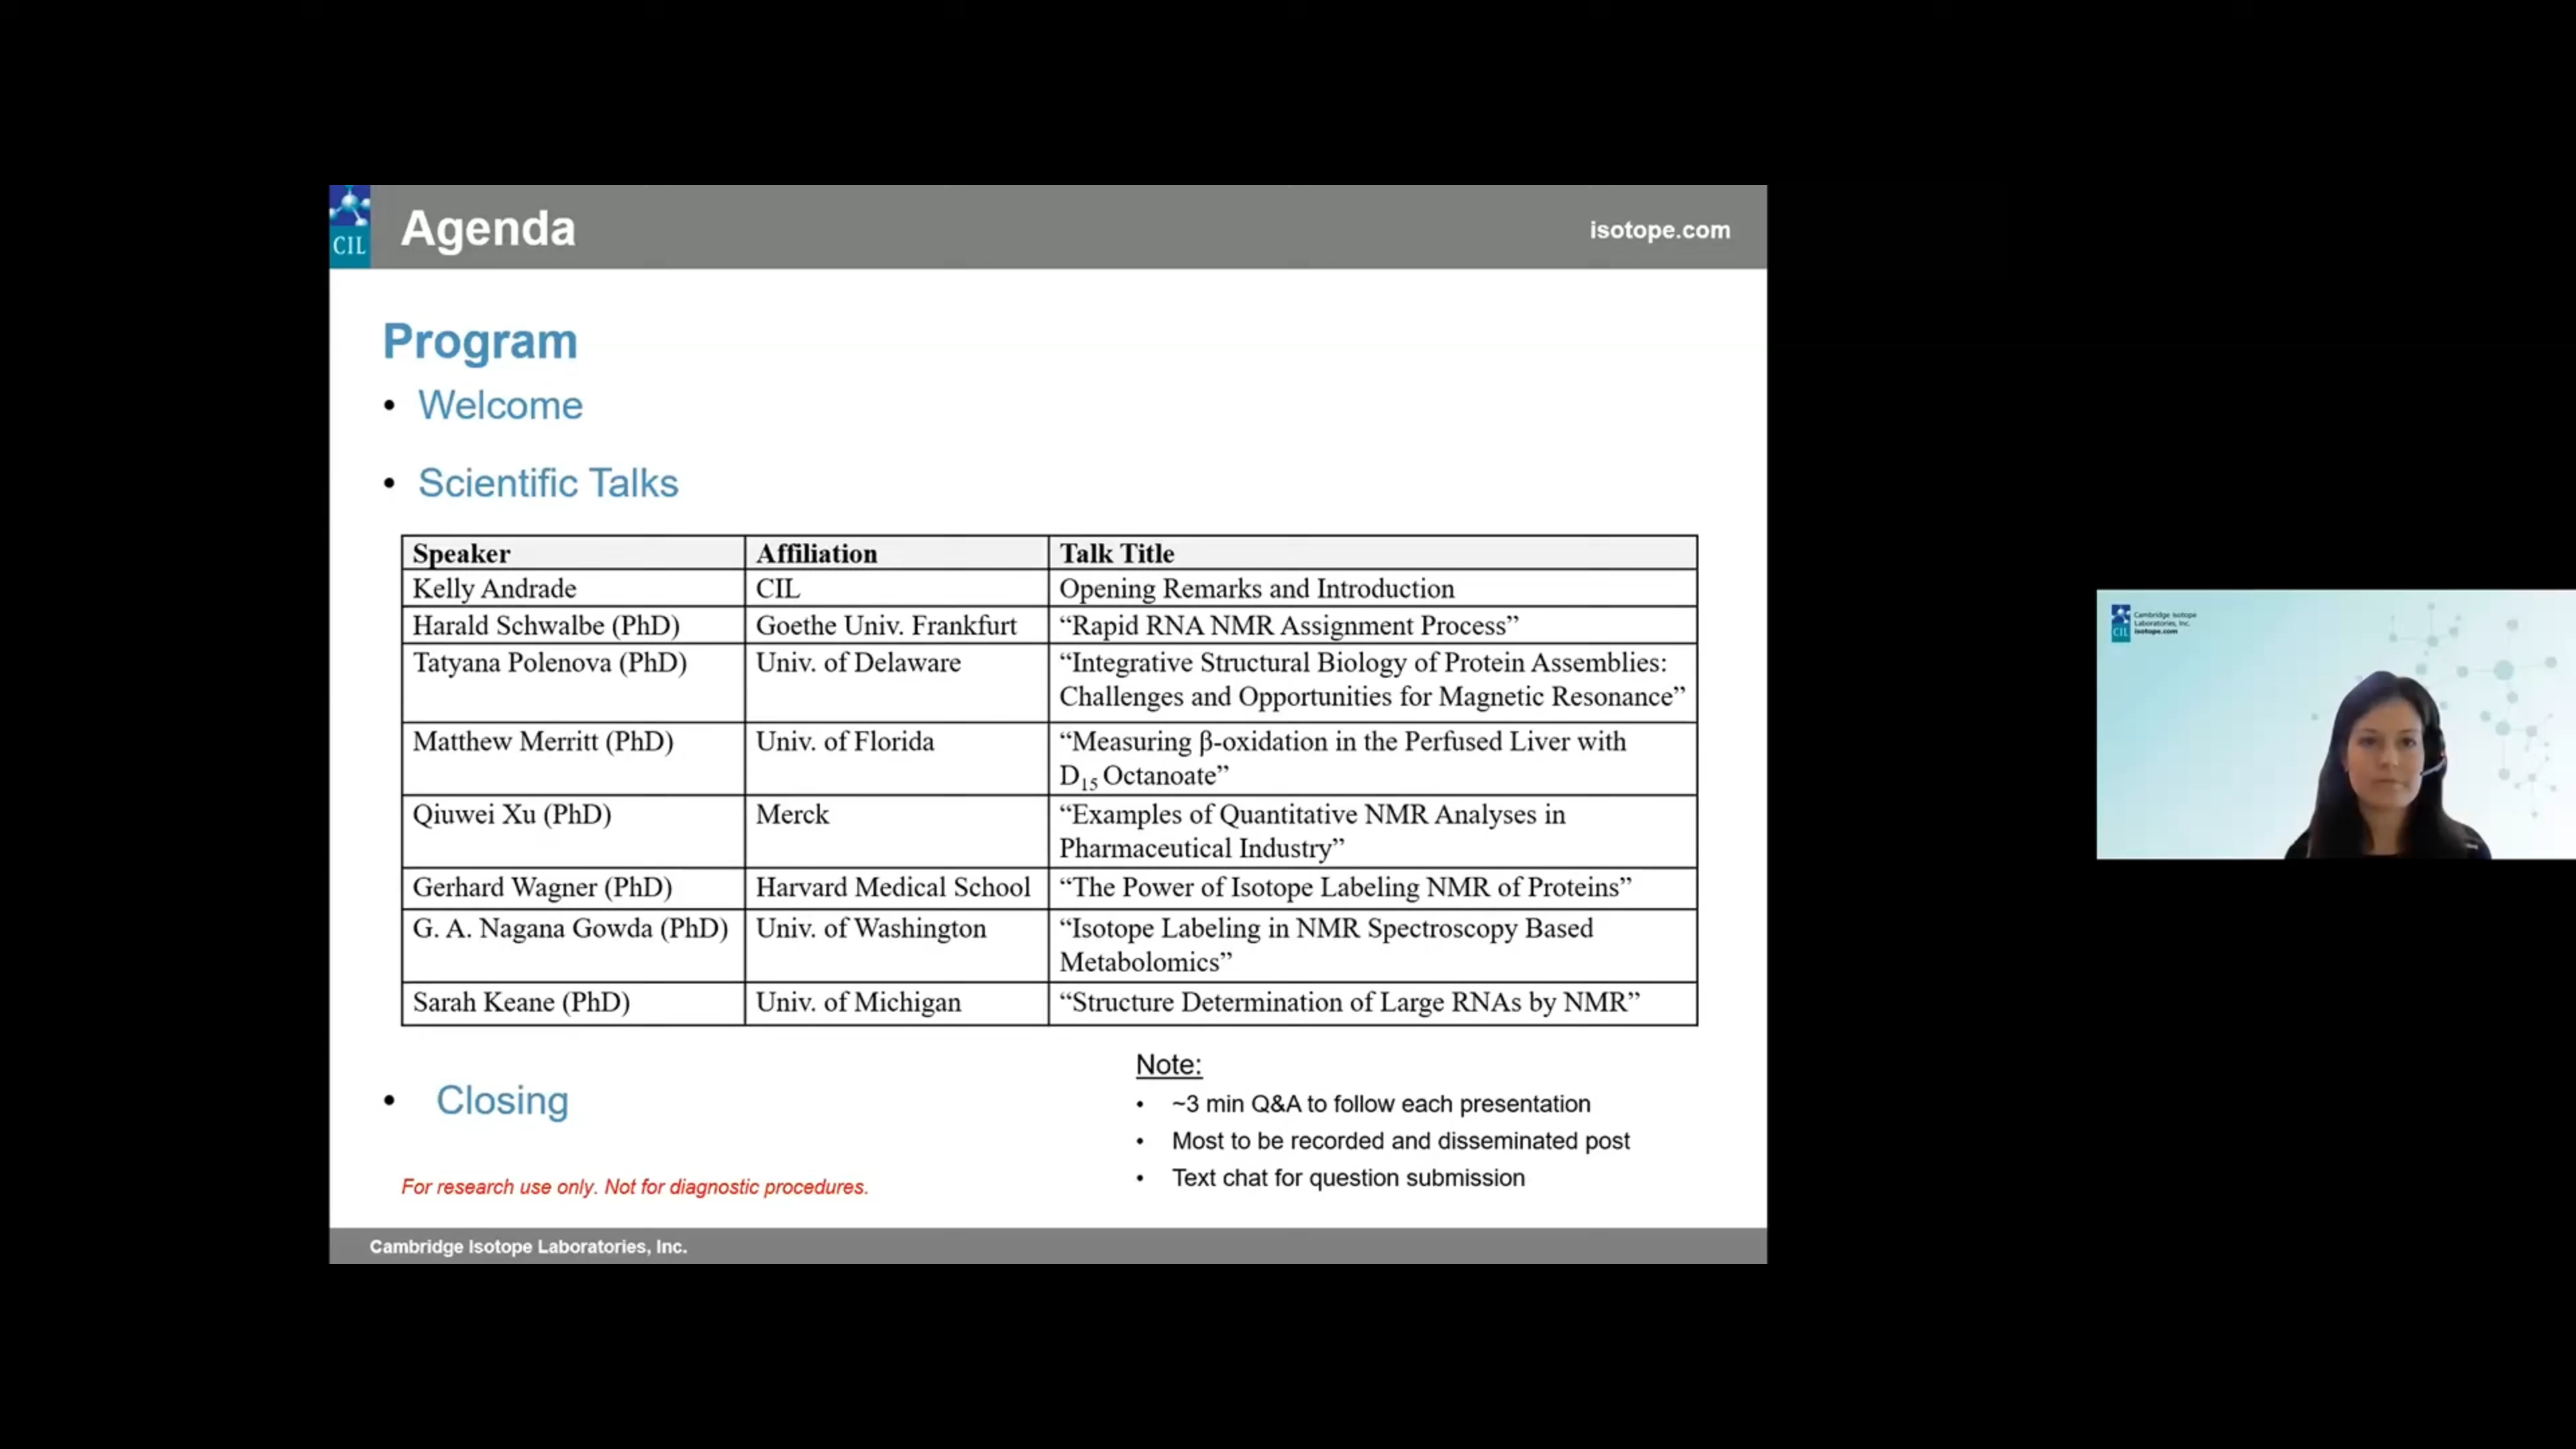 CIL
Agenda
isotope.com
Program
• Welcome
• Scientific Talks
Speaker Affiliation Talk Title
Kelly Andrade CIL Opening Remarks and Introduction
Harald Schwalbe (PhD) Goethe Univ. Frankfurt “Rapid RNA NMR Assignment Process”
Tatyana Polenova (PhD) Univ. of Delaware “Integrative Structural Biology of Protein Assemblies:
Challenges and Opportunities for Magnetic Resonance”
Matthew Merritt (PhD) Univ. of Florida “Measuring β-oxidation in the Perfused Liver with
D₁₅ Octanoate”
Qiuwei Xu (PhD) Merck “Examples of Quantitative NMR Analyses in
Pharmaceutical Industry”
Gerhard Wagner (PhD) Harvard Medical School “The Power of Isotope Labeling NMR of Proteins”
G. A. Nagana Gowda (PhD) Univ. of Washington “Isotope Labeling in NMR Spectroscopy Based
Metabolomics”
Sarah Keane (PhD) Univ. of Michigan “Structure Determination of Large RNAs by NMR”
• Closing
Note:
• ~3 min Q&A to follow each presentation
• Most to be recorded and disseminated post
• Text chat for question submission
For research use only. Not for diagnostic procedures.
Cambridge Isotope Laboratories, Inc.
CIL
Cambridge Isotope
Laboratories, Inc.
isotope.com